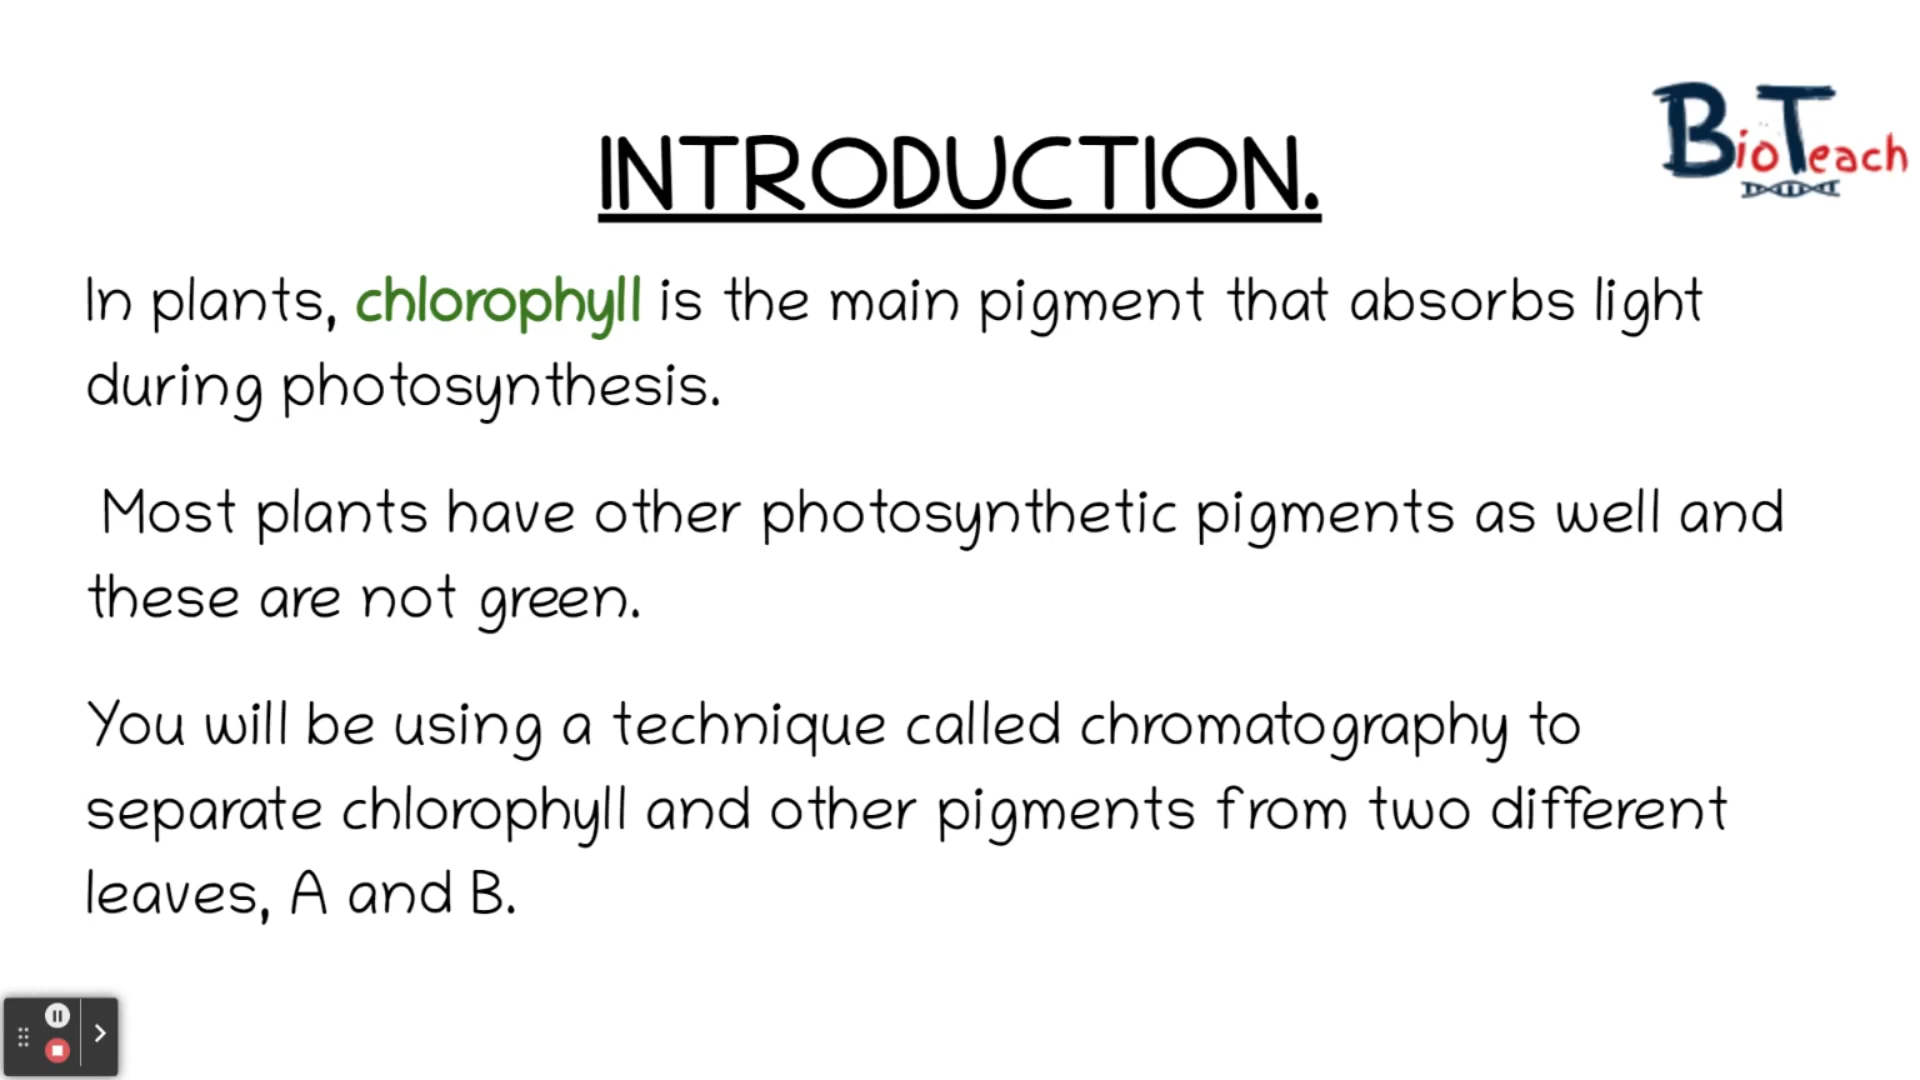 BioTeach
INTRODUCTION.
In plants, chlorophyll is the main pigment that absorbs light
during photosynthesis.
Most plants have other photosynthetic pigments as well and
these are not green.
You will be using a technique called chromatography to
separate chlorophyll and other pigments from two different
leaves, A and B.